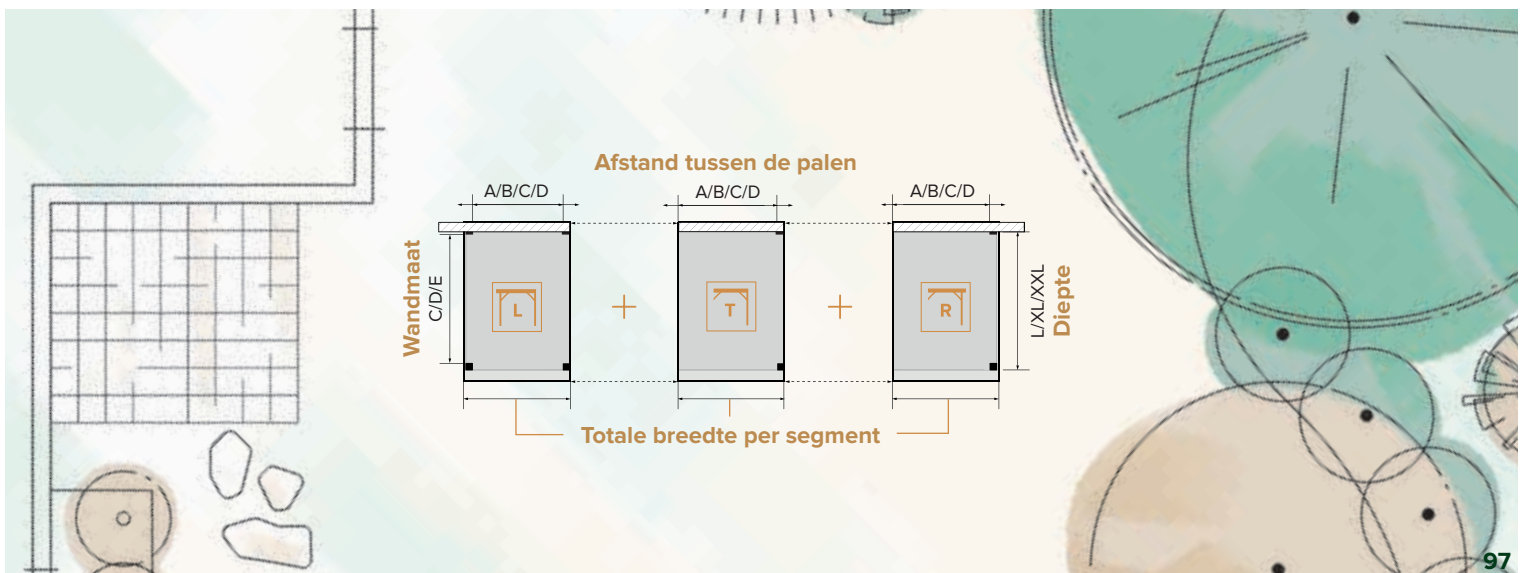 Afstand tussen de palen
A/B/C/D
A/B/C/D
A/B/C/D
Wandmaat
C/D/E
L
T
R
L/XL/XXL
Diepte
Totale breedte per segment
97